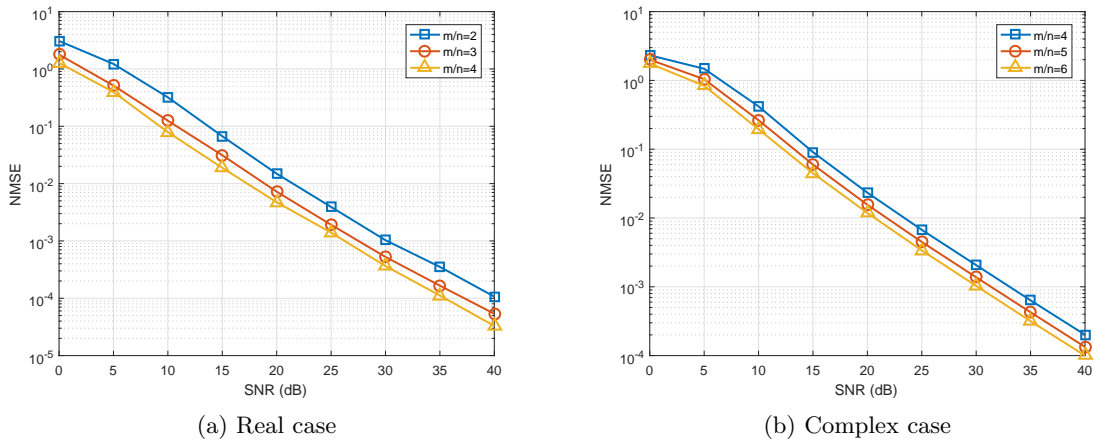 10^1
10^0
10^-1
10^-2
10^-3
10^-4
10^-5
NMSE
0 5 10 15 20 25 30 35 40
SNR (dB)
m/n=2
m/n=3
m/n=4
(a) Real case
10^1
10^0
10^-1
10^-2
10^-3
10^-4
NMSE
0 5 10 15 20 25 30 35 40
SNR (dB)
m/n=4
m/n=5
m/n=6
(b) Complex case